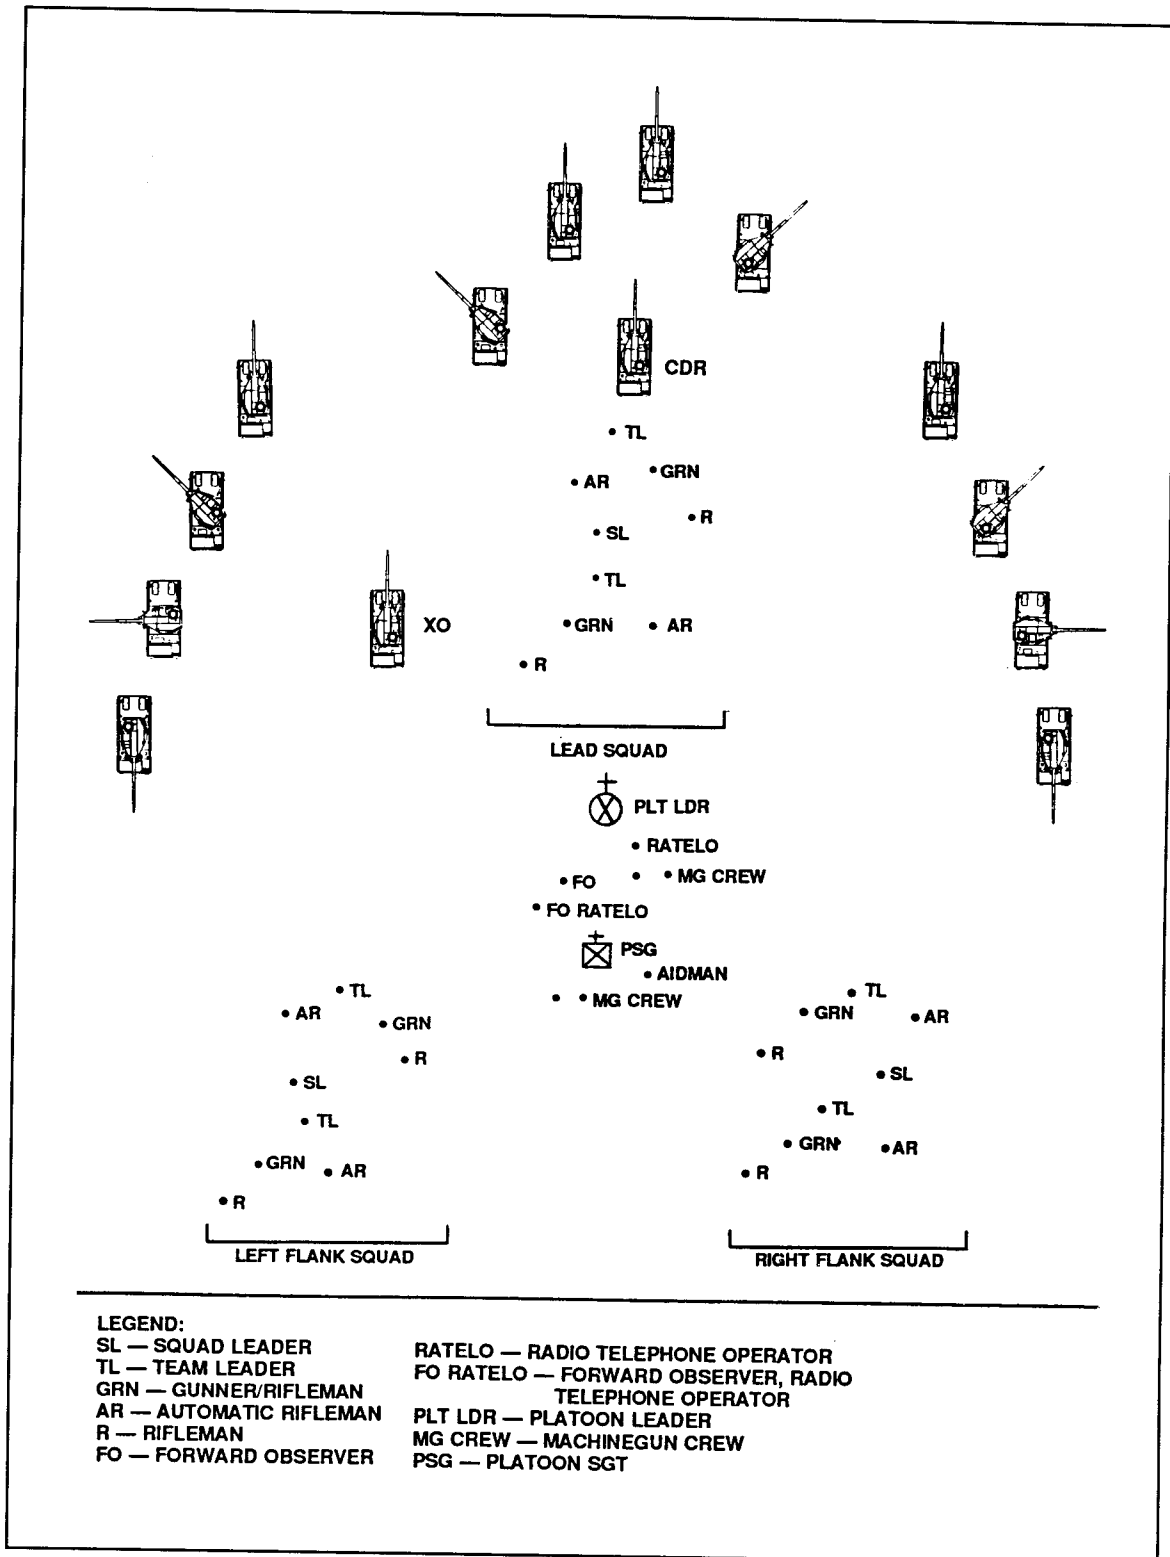 CDR
TL
GRN
AR
R
SL
TL
XO
GRN
AR
R
LEAD SQUAD
PLT LDR
RATELO
MG CREW
FO
FO RATELO
PSG
AIDMAN
MG CREW
TL
AR
GRN
R
SL
TL
GRN
AR
R
LEFT FLANK SQUAD
TL
GRN
AR
R
SL
TL
GRN
AR
R
RIGHT FLANK SQUAD
LEGEND:
SL — SQUAD LEADER
TL — TEAM LEADER
GRN — GUNNER/RIFLEMAN
AR — AUTOMATIC RIFLEMAN
R — RIFLEMAN
FO — FORWARD OBSERVER
RATELO — RADIO TELEPHONE OPERATOR
FO RATELO — FORWARD OBSERVER, RADIO
TELEPHONE OPERATOR
PLT LDR — PLATOON LEADER
MG CREW — MACHINEGUN CREW
PSG — PLATOON SGT